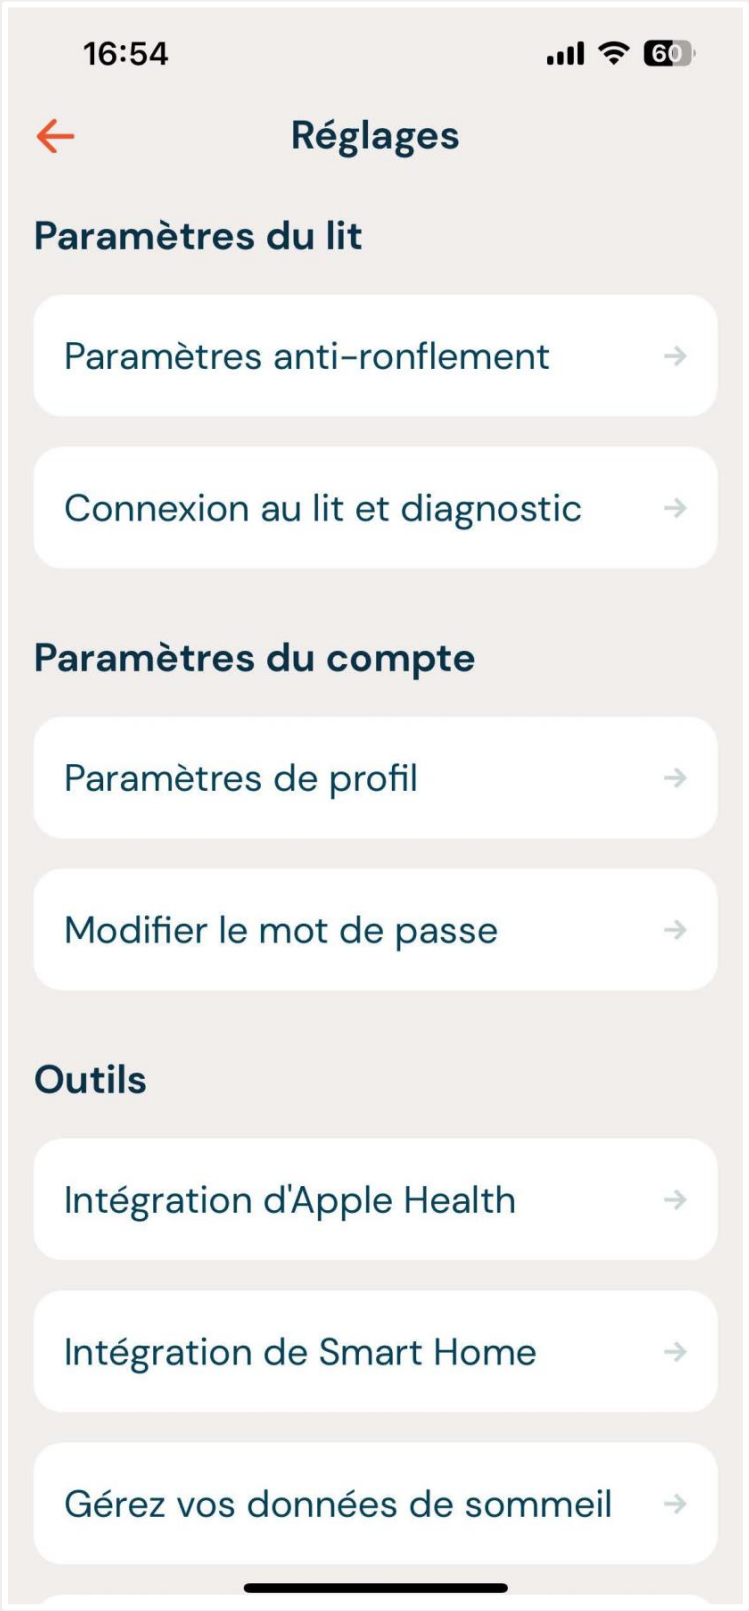 16:54
60
Réglages
Paramètres du lit
Paramètres anti-ronflement
Connexion au lit et diagnostic
Paramètres du compte
Paramètres de profil
Modifier le mot de passe
Outils
Intégration d'Apple Health
Intégration de Smart Home
Gérez vos données de sommeil